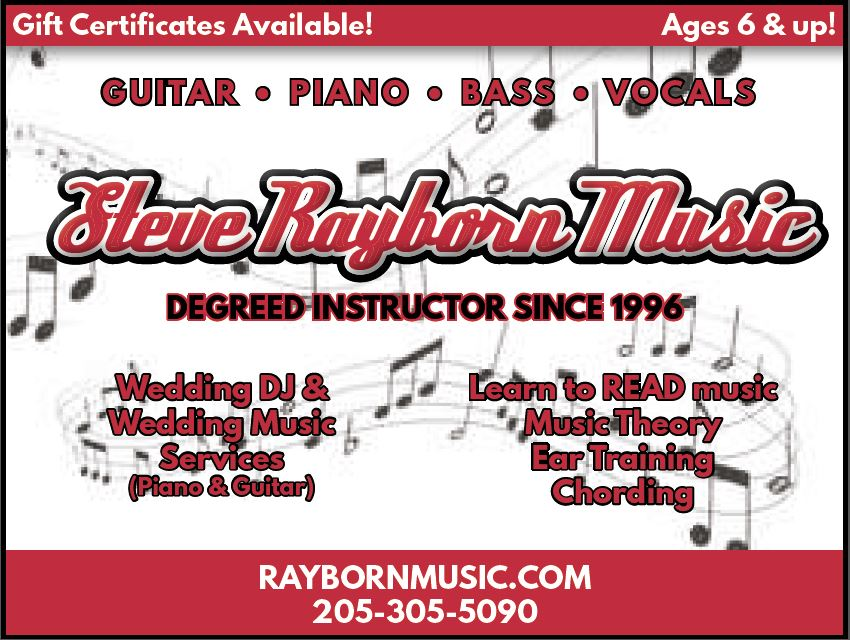 Gift Certificates Available!
Ages 6 & up!
GUITAR • PIANO • BASS • VOCALS
Steve Rayborn Music
DEGREED INSTRUCTOR SINCE 1996
Wedding DJ &
Wedding Music
Services
(Piano & Guitar)
Learn to READ music
Music Theory
Ear Training
Chording
RAYBORNMUSIC.COM
205-305-5090